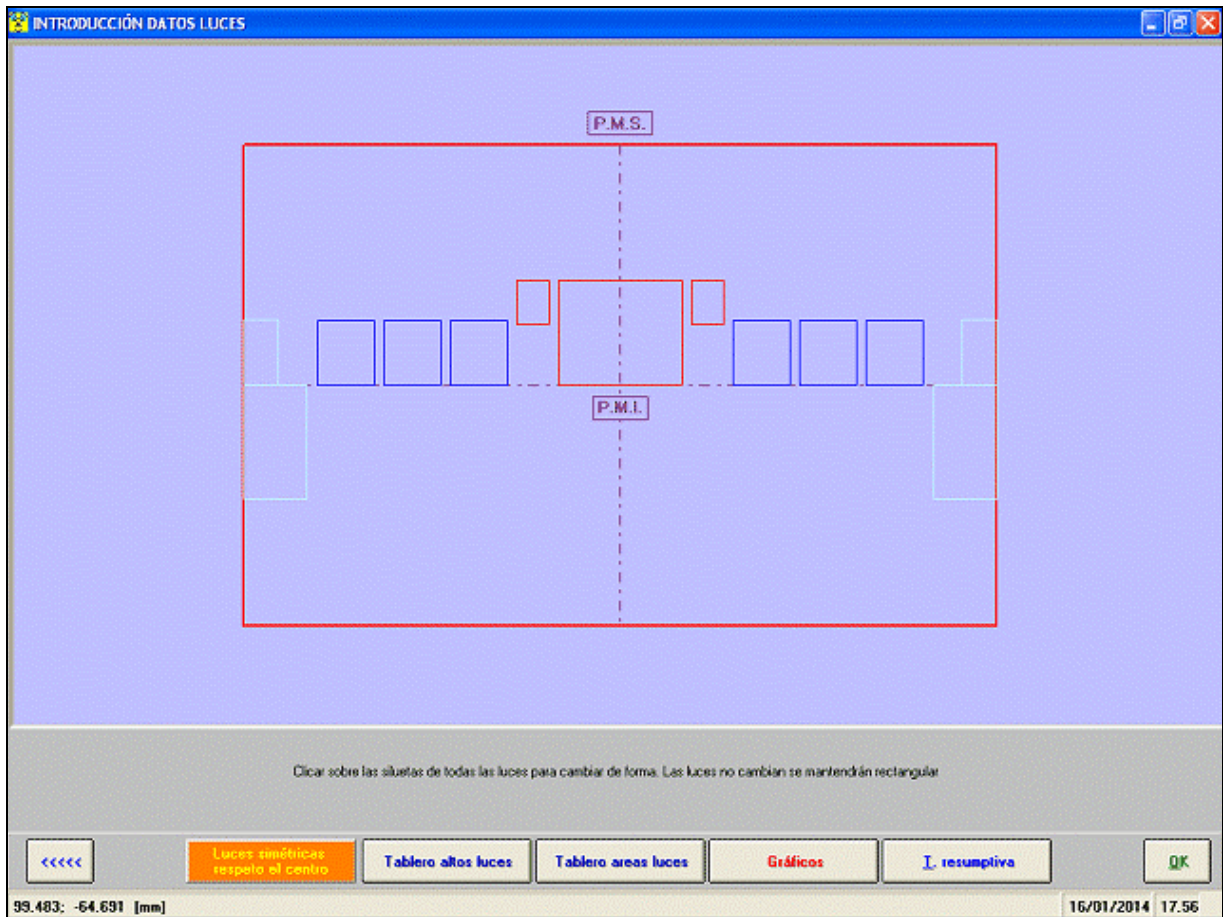 INTRODUCCIÓN DATOS LUCES
P.M.S.
P.M.I.
Clicar sobre las siluetas de todas las luces para cambiar de forma. Las luces no cambian se mantendrán rectangular
<<<<<
Luces simétricas
respeto el centro
Tablero altos luces
Tablero areas luces
Gráficos
T. resumptiva
OK
99.483; -64.691 [mm]
16/01/2014 17.56